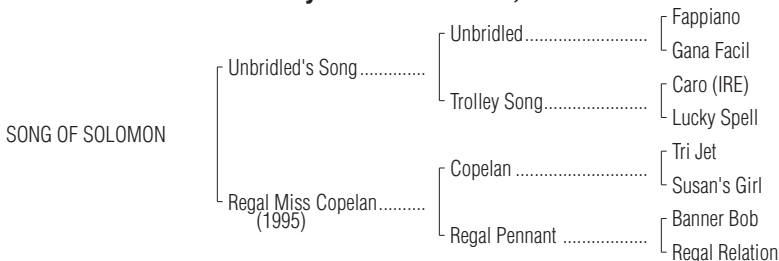 Unbridled.......................... Fappiano
Gana Facil
Unbridled's Song..............
Trolley Song...................... Caro (IRE)
Lucky Spell
SONG OF SOLOMON
Copelan ............................ Tri Jet
Susan's Girl
Regal Miss Copelan..........
(1995)
Regal Pennant .................. Banner Bob
Regal Relation